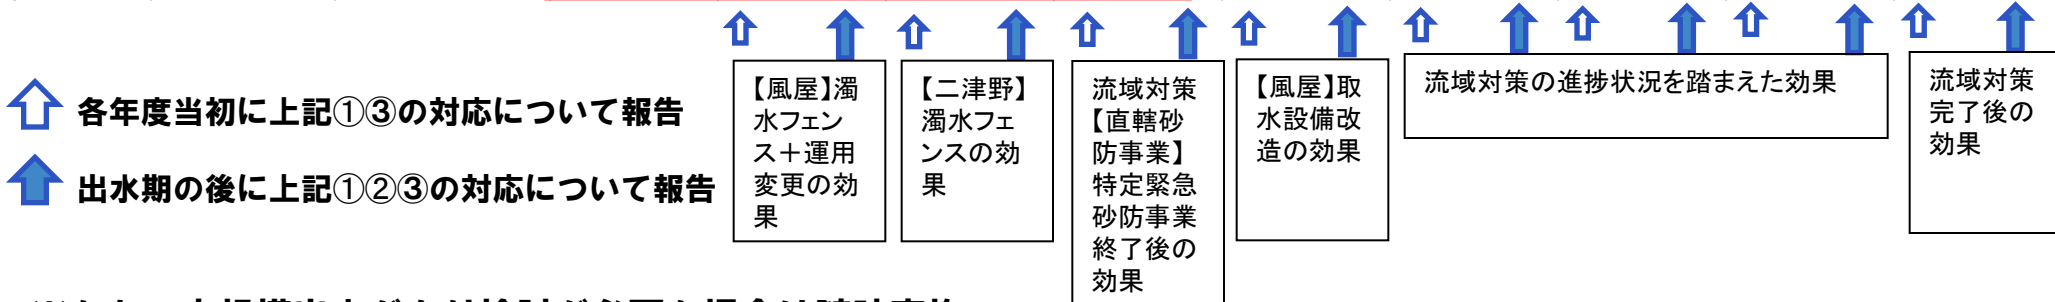 各年度当初に上記①③の対応について報告
出水期の後に上記①②③の対応について報告
【風屋】濁
水フェン
ス＋運用
変更の効
果
【二津野】
濁水フェ
ンスの効
果
流域対策
【直轄砂
防事業】
特定緊急
砂防事業
終了後の
効果
【風屋】取
水設備改
造の効果
流域対策の進捗状況を踏まえた効果
流域対策
完了後の
効果